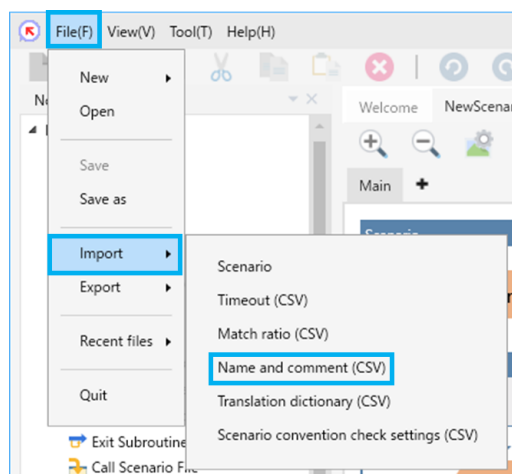 File(F) View(V) Tool(T) Help(H)
New
Open
Save
Save as
Import
Export
Recent files
Quit
Scenario
Timeout (CSV)
Match ratio (CSV)
Name and comment (CSV)
Translation dictionary (CSV)
Scenario convention check settings (CSV)
Welcome
Main
Exit Subroutine
Call Scenario